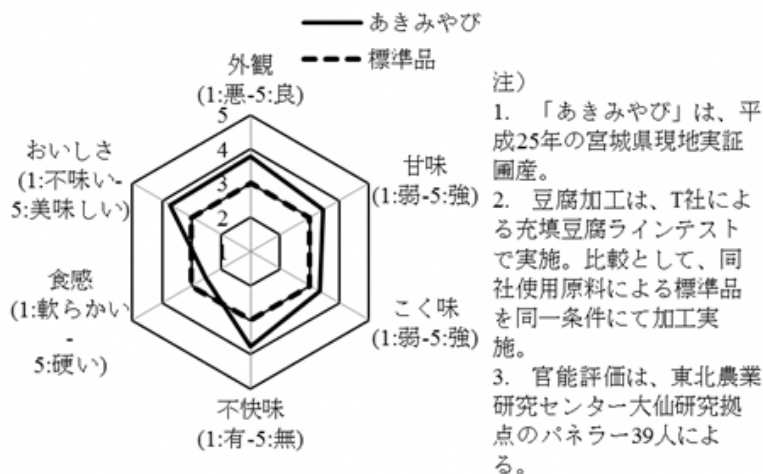 あきみやび
標準品
外観
(1:悪-5:良)
5
4
3
2
1
甘味
(1:弱-5:強)
こく味
(1:弱-5:強)
不快味
(1:有-5:無)
食感
(1:軟らかい
-
5:硬い)
おいしさ
(1:不味い-
5:美味しい)
注）
1. 「あきみやび」は、平
成25年の宮城県現地実証
圃産。
2. 豆腐加工は、T社によ
る充填豆腐ラインテスト
で実施。比較として、同
社使用原料による標準品
を同一条件にて加工実
施。
3. 官能評価は、東北農業
研究センター大仙研究拠
点のパネラー39人によ
る。